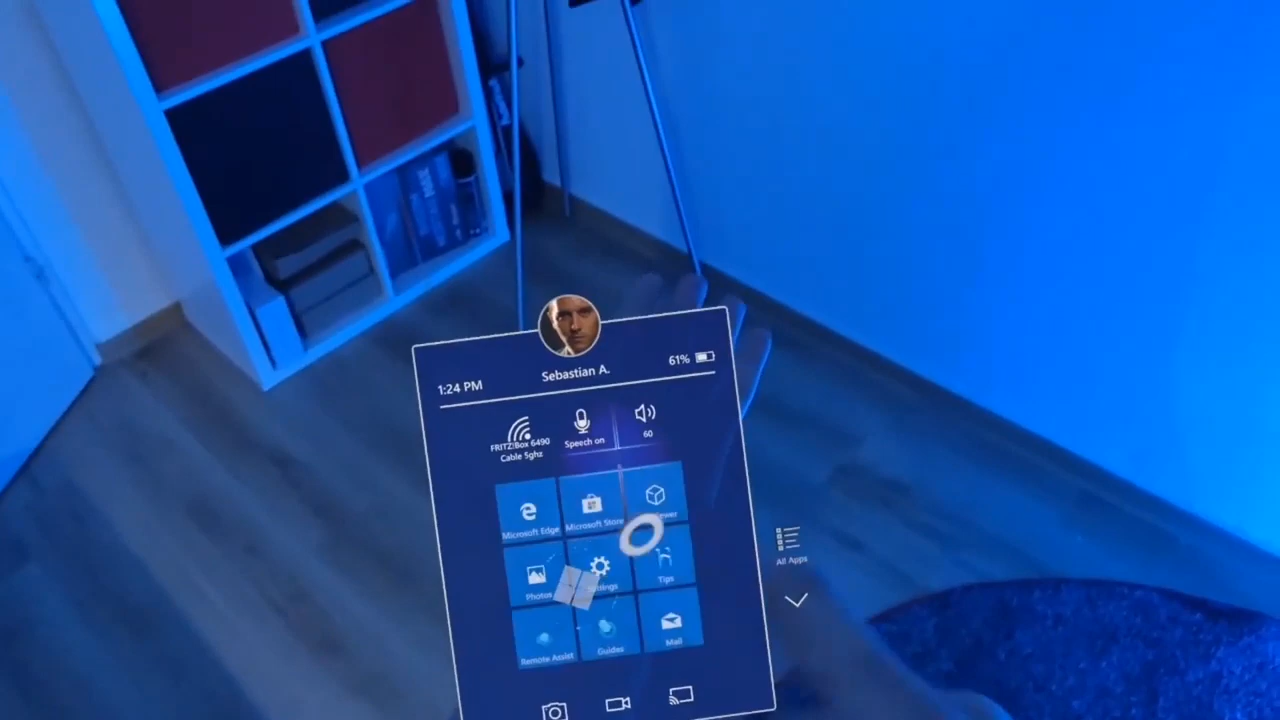 1:24 PM
Sebastian A.
61%
FRITZ!Box 6490
Cable 5ghz
Speech on
60
Microsoft Edge
Microsoft Store
Photos
Tips
Remote Assist
Guides
Mail
All Apps